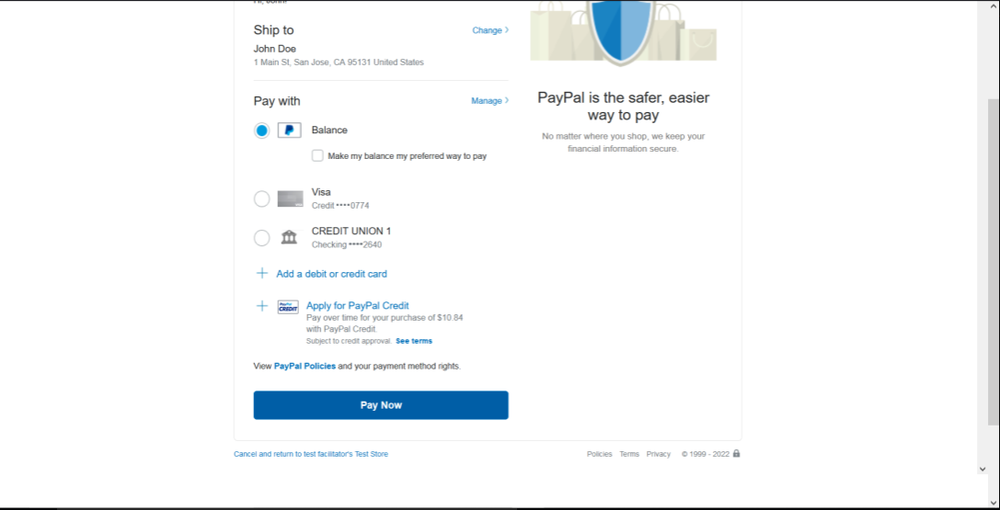 Hi, John!
Ship to
Change >
John Doe
1 Main St, San Jose, CA 95131 United States
Pay with
Manage >
Balance
Make my balance my preferred way to pay
Visa
Credit ••••0774
CREDIT UNION 1
Checking ••••2640
+ Add a debit or credit card
+ PayPal CREDIT Apply for PayPal Credit
Pay over time for your purchase of $10.84
with PayPal Credit.
Subject to credit approval. See terms
View PayPal Policies and your payment method rights.
Pay Now
PayPal is the safer, easier
way to pay
No matter where you shop, we keep your
financial information secure.
Cancel and return to test facilitator's Test Store
Policies Terms Privacy © 1999 - 2022